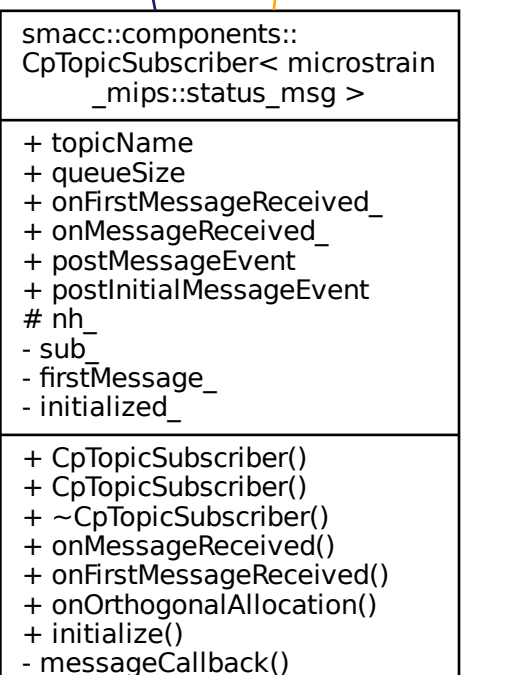 smacc::components::
CpTopicSubscriber< microstrain
_mips::status_msg >
+ topicName
+ queueSize
+ onFirstMessageReceived_
+ onMessageReceived_
+ postMessageEvent
+ postInitialMessageEvent
# nh_
- sub_
- firstMessage_
- initialized_
+ CpTopicSubscriber()
+ CpTopicSubscriber()
+ ~CpTopicSubscriber()
+ onMessageReceived()
+ onFirstMessageReceived()
+ onOrthogonalAllocation()
+ initialize()
- messageCallback()